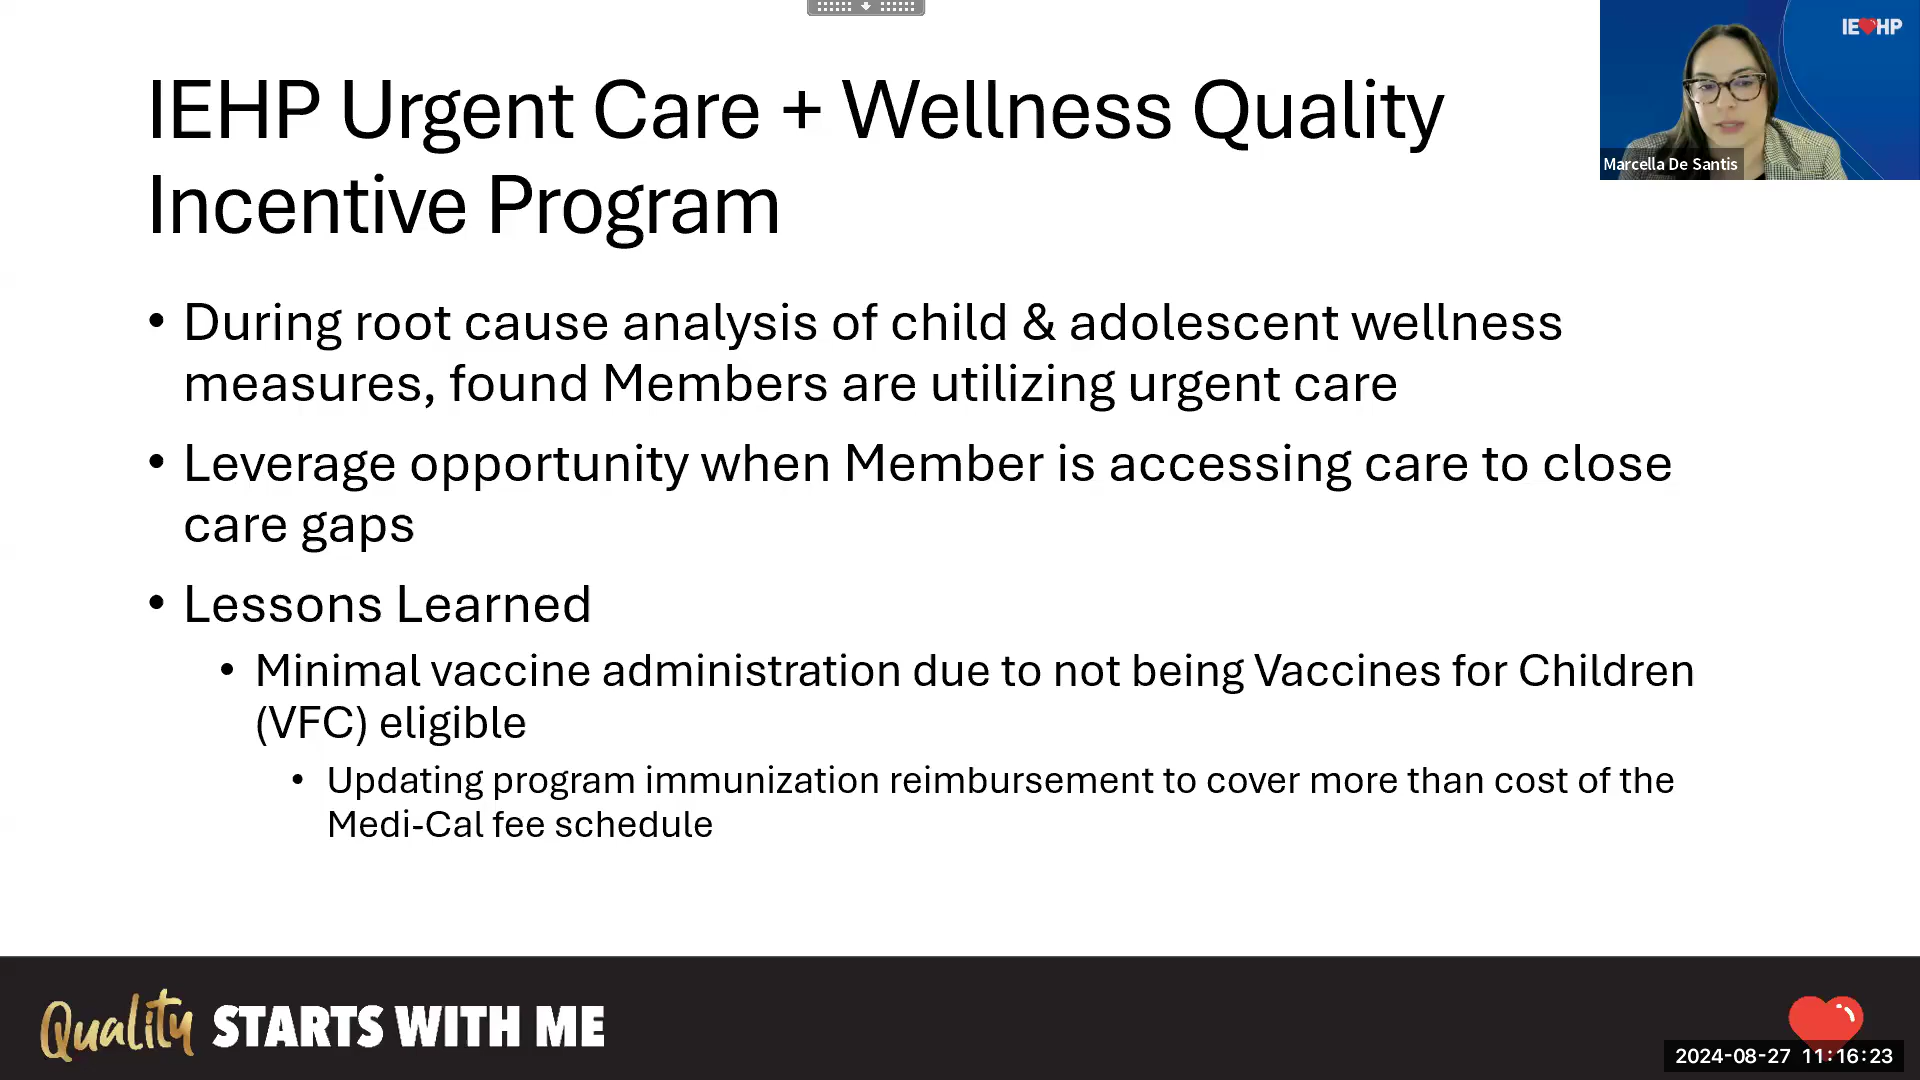 IEHP Urgent Care + Wellness Quality
Incentive Program
IEHP
Marcella De Santis
• During root cause analysis of child & adolescent wellness
measures, found Members are utilizing urgent care
• Leverage opportunity when Member is accessing care to close
care gaps
• Lessons Learned
• Minimal vaccine administration due to not being Vaccines for Children
(VFC) eligible
• Updating program immunization reimbursement to cover more than cost of the
Medi-Cal fee schedule
Quality STARTS WITH ME
2024-08-27 11:16:23